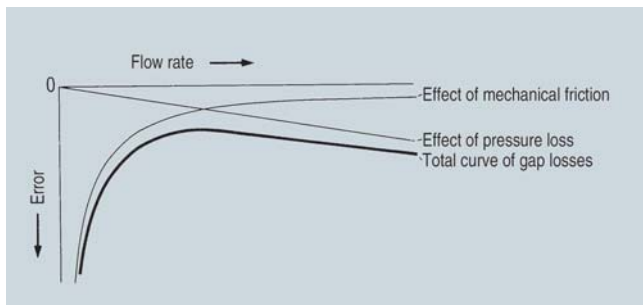 Flow rate
0
Effect of mechanical friction
Effect of pressure loss
Total curve of gap losses
Error